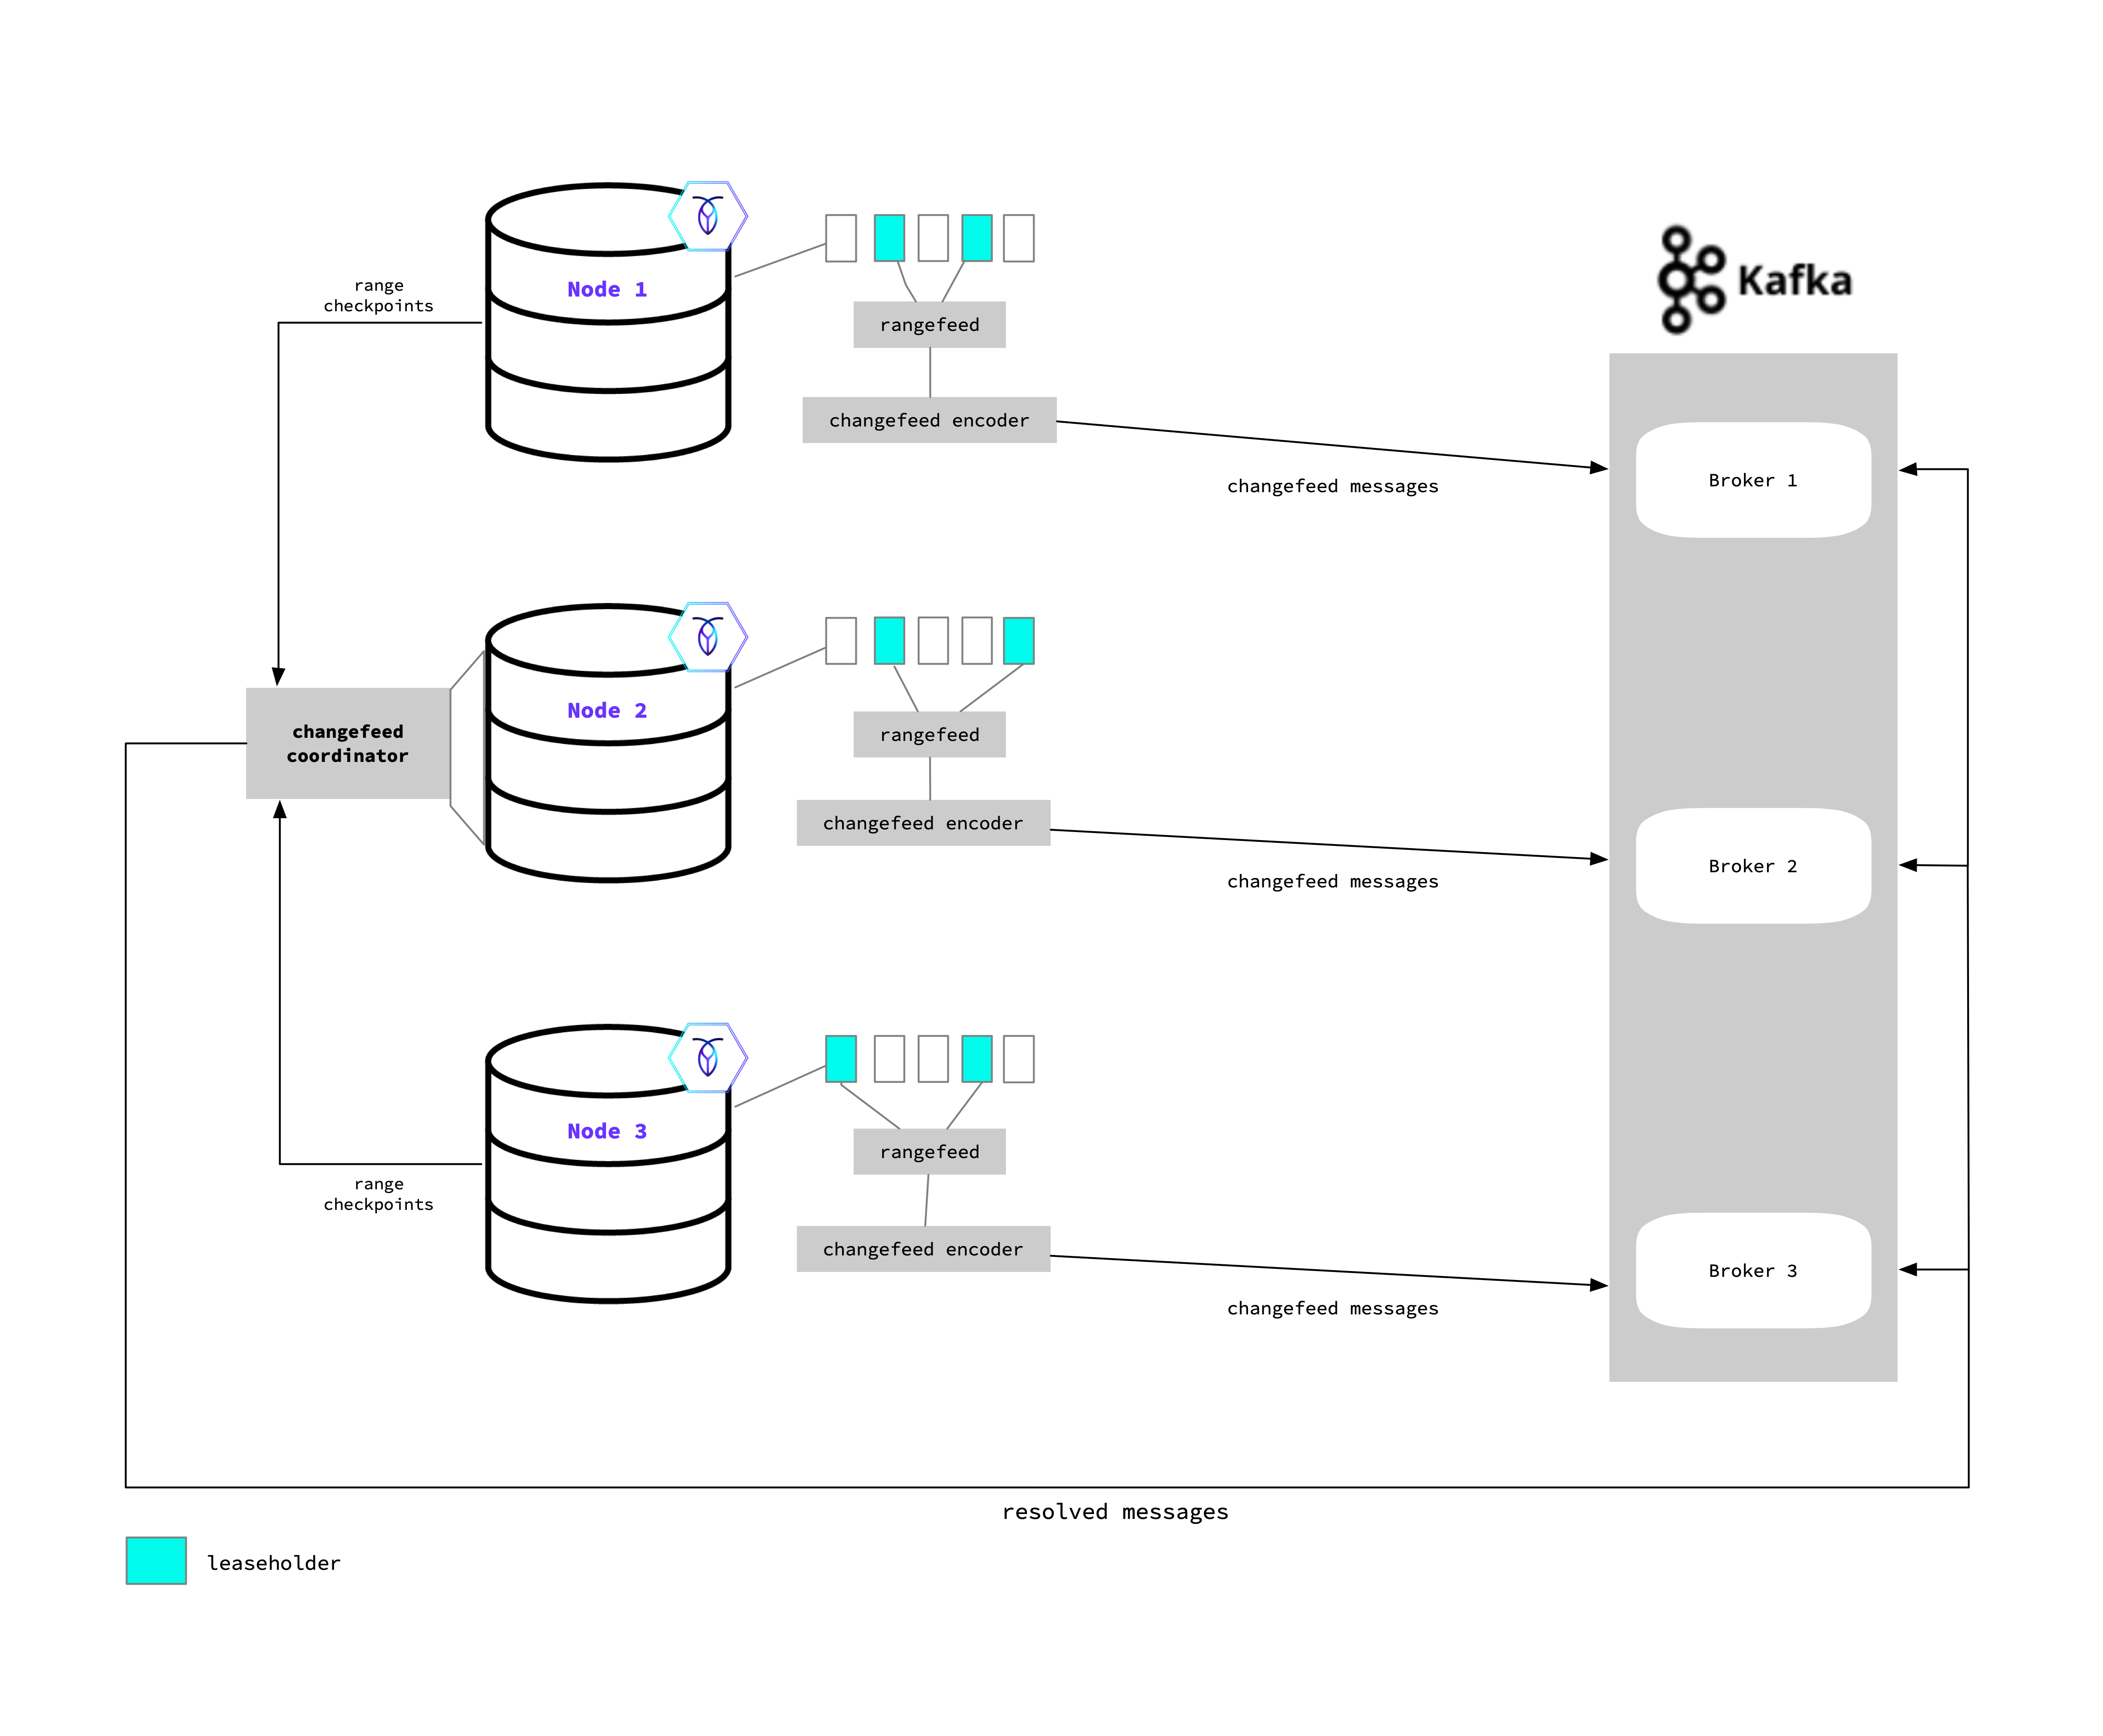 Kafka
range
checkpoints
Node 1
rangefeed
changefeed encoder
changefeed messages
Broker 1
changefeed
coordinator
Node 2
rangefeed
changefeed encoder
changefeed messages
Broker 2
range
checkpoints
Node 3
rangefeed
changefeed encoder
changefeed messages
Broker 3
resolved messages
leaseholder